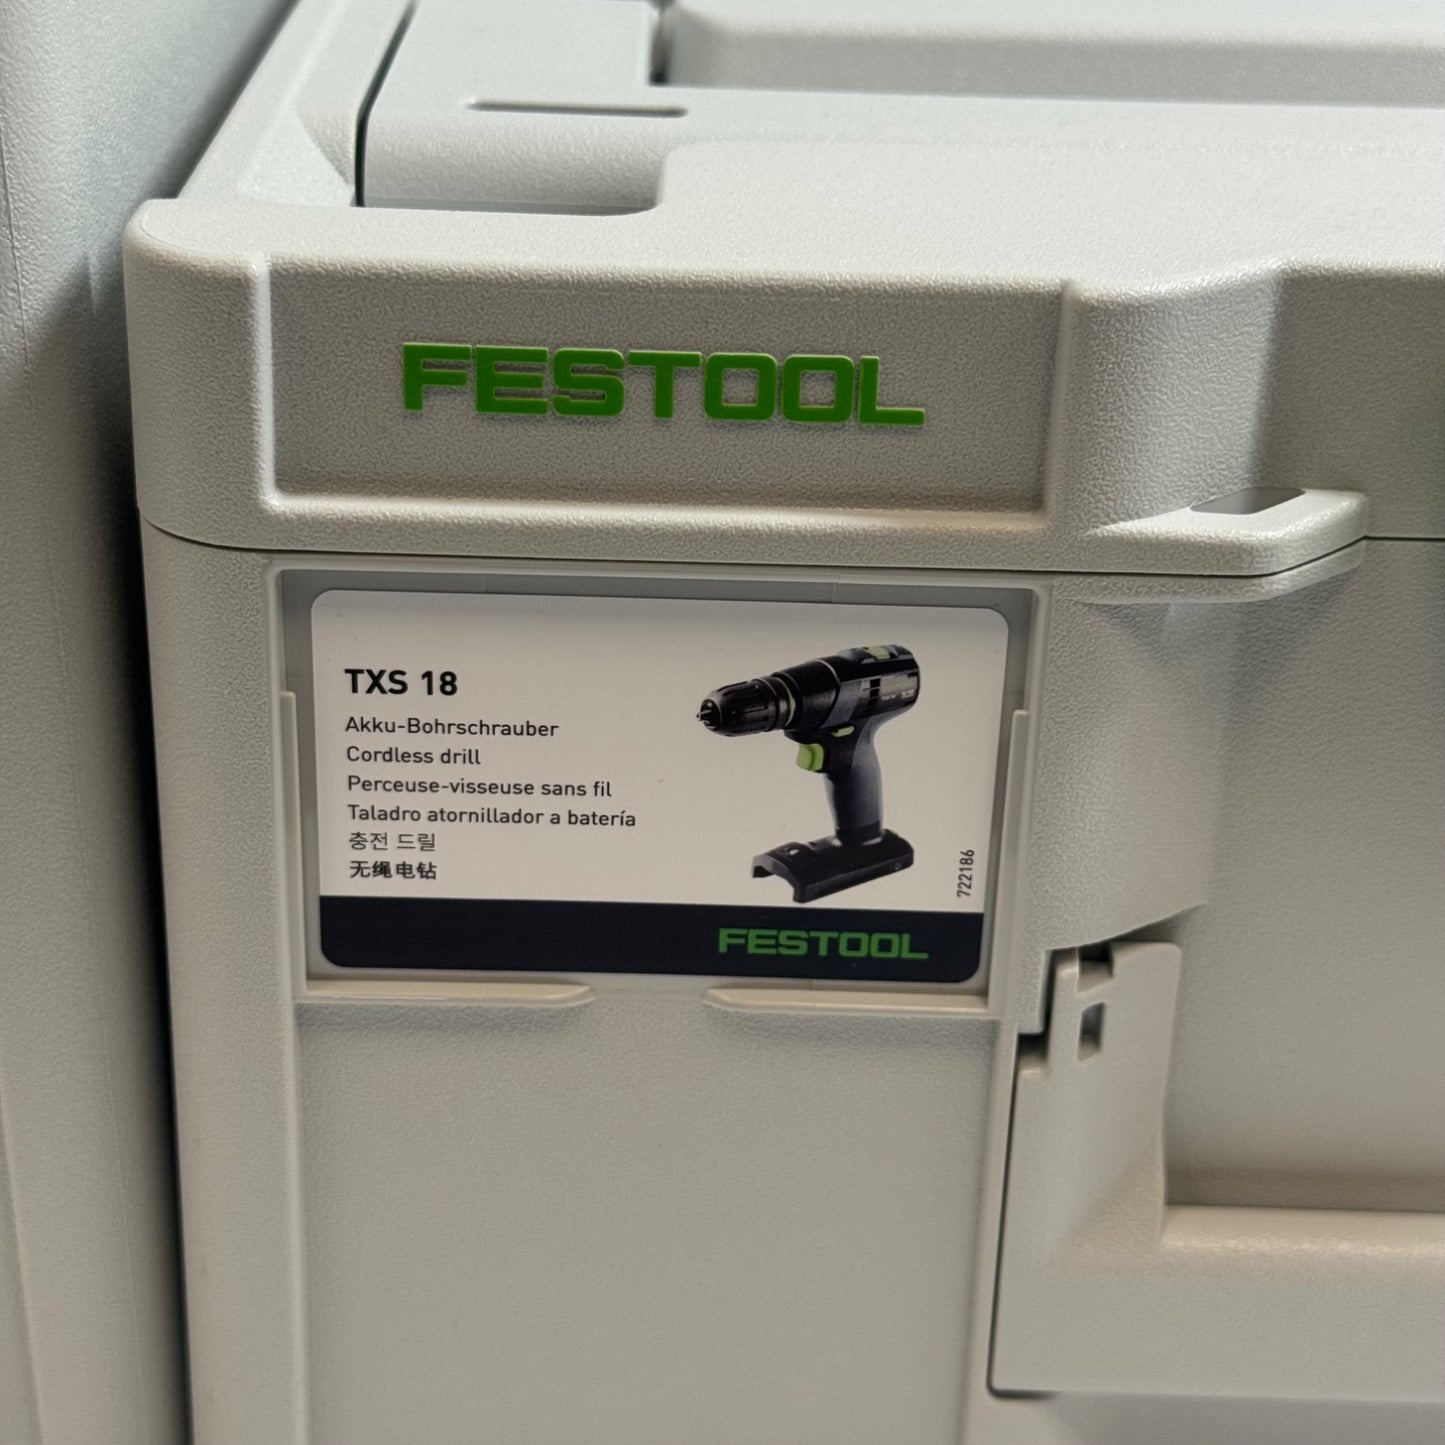 FESTOOL
TXS 18
Akku-Bohrschrauber
Cordless drill
Perceuse-visseuse sans fil
Taladro atornillador a batería
충전 드릴
无绳电钻
722186
FESTOOL